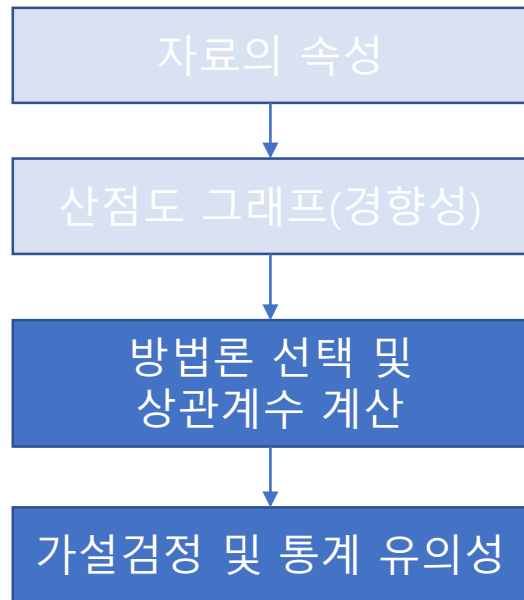 자료의 속성
산점도 그래프(경향성)
방법론 선택 및
상관계수 계산
가설검정 및 통계 유의성